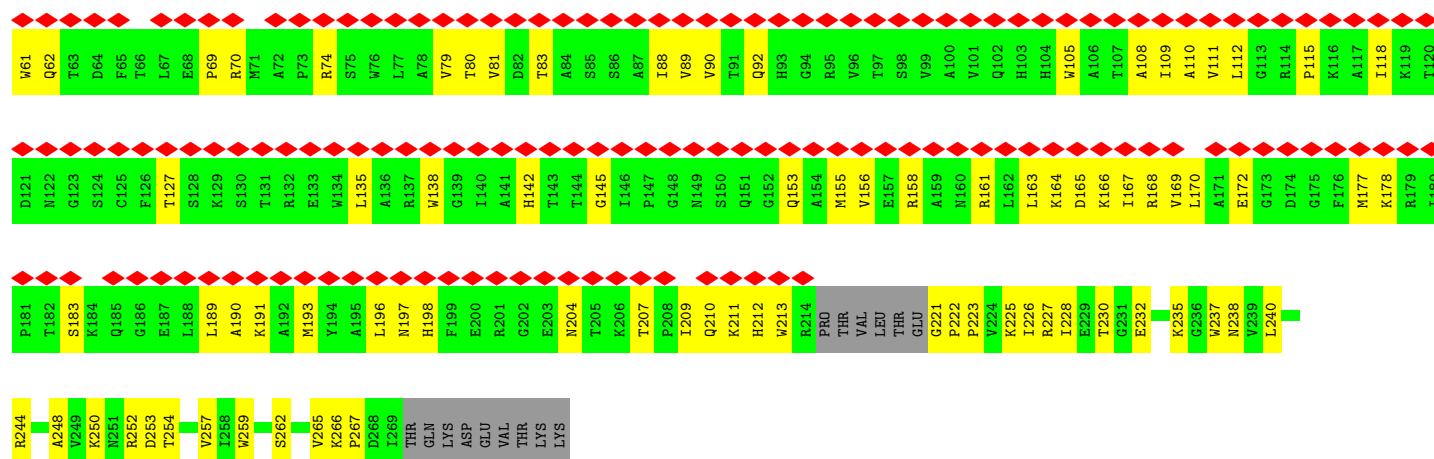 W61 Q62 T63 D64 F65 T66 L67 E68 P69 R70 M71 A72 P73 R74 S75 W76 L77 A78 V79 T80 V81 D82 T83 A84 S85 S86 A87 I88 V89 V90 T91 Q92 H93 G94 R95 V96 T97 S98 V99 A100 V101 Q102 H103 H104 W105 A106 T107 A108 I109 A110 V111 L112 G113 R114 P115 K116 A117 I118 K119 T120
D121 N122 G123 S124 C125 F126 T127 S128 K129 S130 T131 R132 E133 W134 L135 A136 R137 W138 G139 I140 A141 H142 T143 T144 G145 I146 P147 G148 N149 S150 Q151 G152 Q153 A154 M155 V156 E157 R158 A159 N160 R161 L162 L163 K164 D165 K166 I167 R168 V169 L170 A171 E172 G173 D174 G175 F176 M177 K178 R179 I180
P181 T182 S183 K184 Q185 G186 E187 L188 L189 A190 K191 A192 M193 Y194 A195 L196 N197 H198 F199 E200 R201 G202 E203 N204 T205 K206 T207 P208 I209 Q210 K211 H212 W213 R214 PRO THR VAL LEU THR GLU G221 P222 P223 V224 K225 I226 R227 I228 E229 T230 G231 E232 K235 G236 W237 N238 V239 L240
R244 A248 V249 K250 N251 R252 D253 T254 V257 I258 W259 S262 V265 K266 P267 D268 I269 THR GLN LYS ASP GLU VAL THR LYS LYS